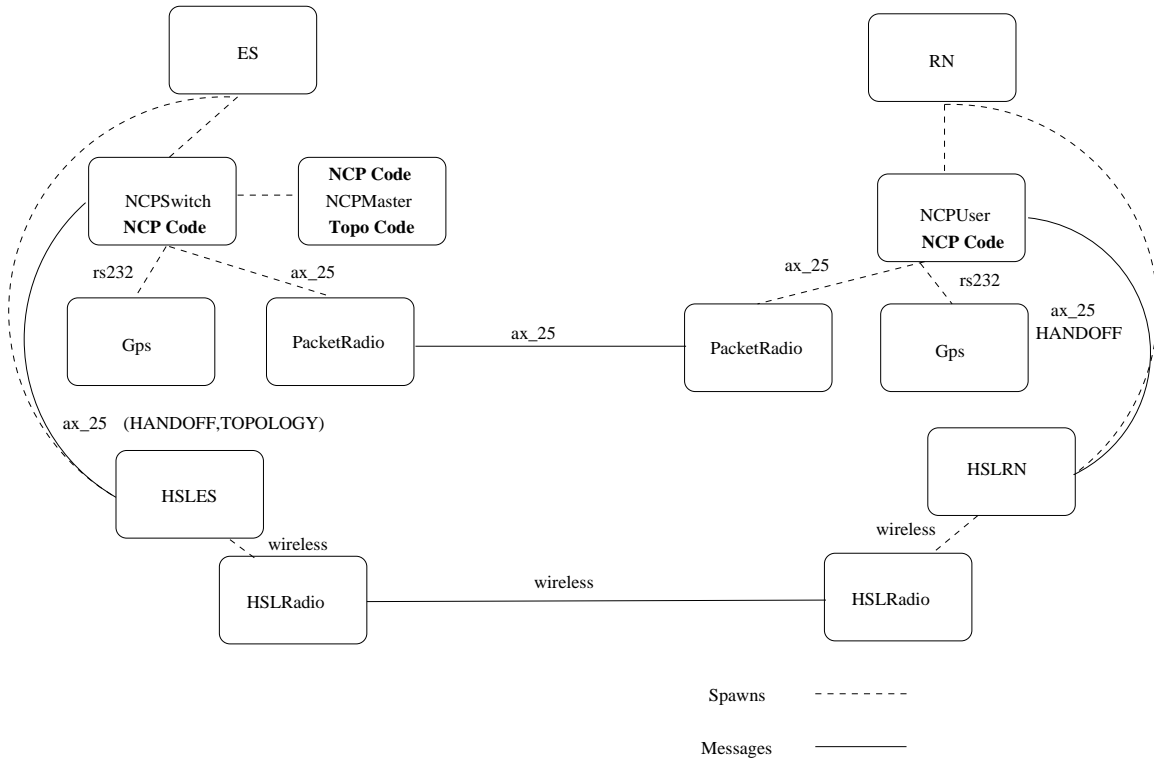 ES
RN
NCPSwitch
NCP Code
NCP Code
NCPMaster
Topo Code
NCPUser
NCP Code
rs232
ax_25
ax_25
rs232
Gps
PacketRadio
ax_25
PacketRadio
Gps
ax_25
HANDOFF
ax_25 (HANDOFF,TOPOLOGY)
HSLES
HSLRN
wireless
wireless
HSLRadio
wireless
HSLRadio
Spawns
Messages